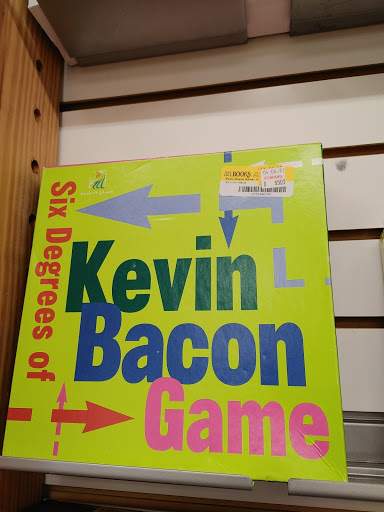 Six Degrees of
Kevin
Bacon
Game
BOOKS